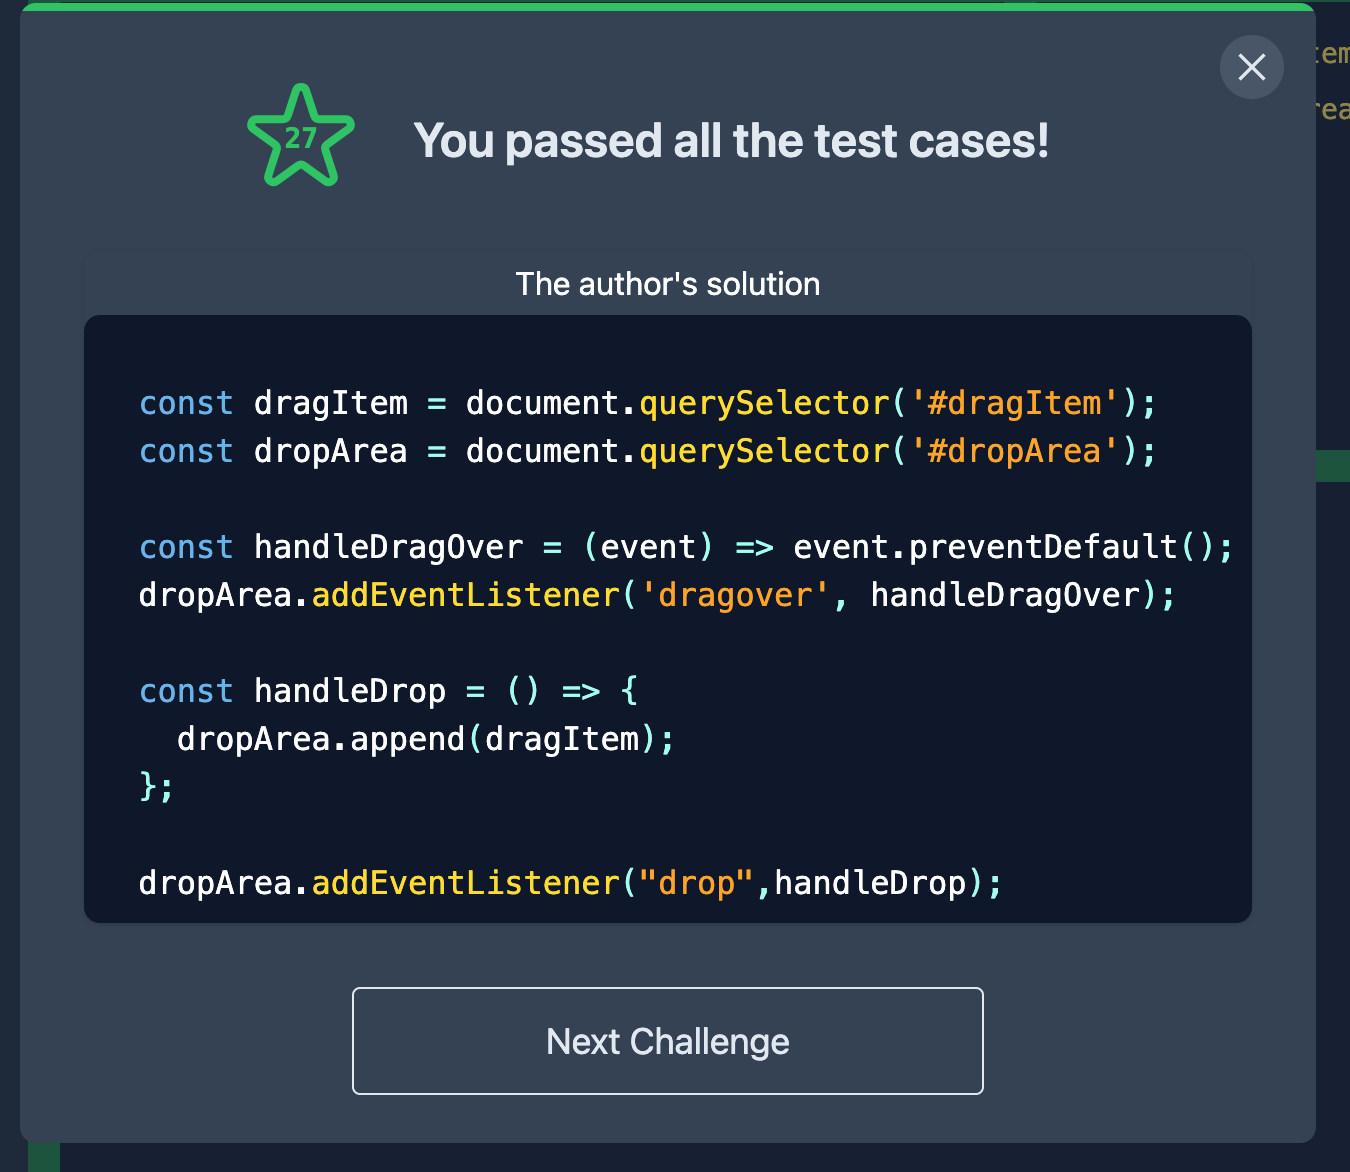 em
rea
27
You passed all the test cases!
The author's solution
const dragItem = document.querySelector('#dragItem');
const dropArea = document.querySelector('#dropArea');
const handleDragOver = (event) => event.preventDefault();
dropArea.addEventListener('dragover', handleDragOver);
const handleDrop = () => {
  dropArea.append(dragItem);
};
dropArea.addEventListener("drop",handleDrop);
Next Challenge